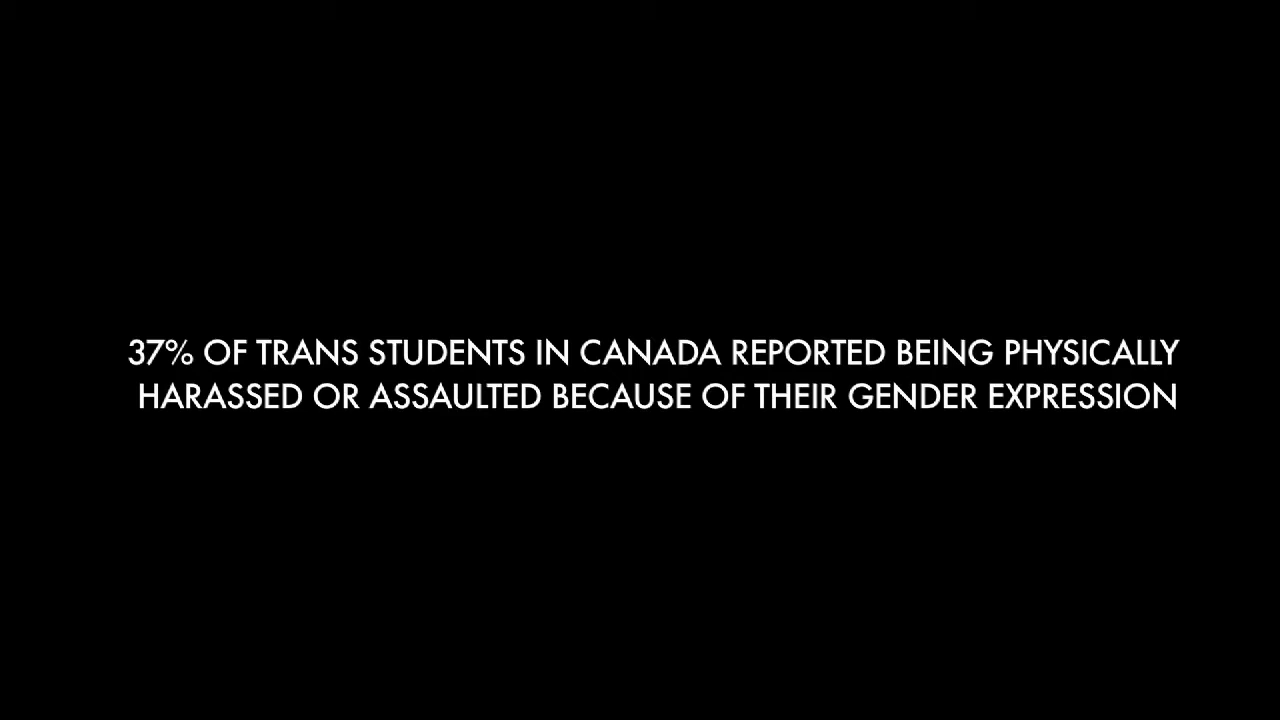 37% OF TRANS STUDENTS IN CANADA REPORTED BEING PHYSICALLY
HARASSED OR ASSAULTED BECAUSE OF THEIR GENDER EXPRESSION